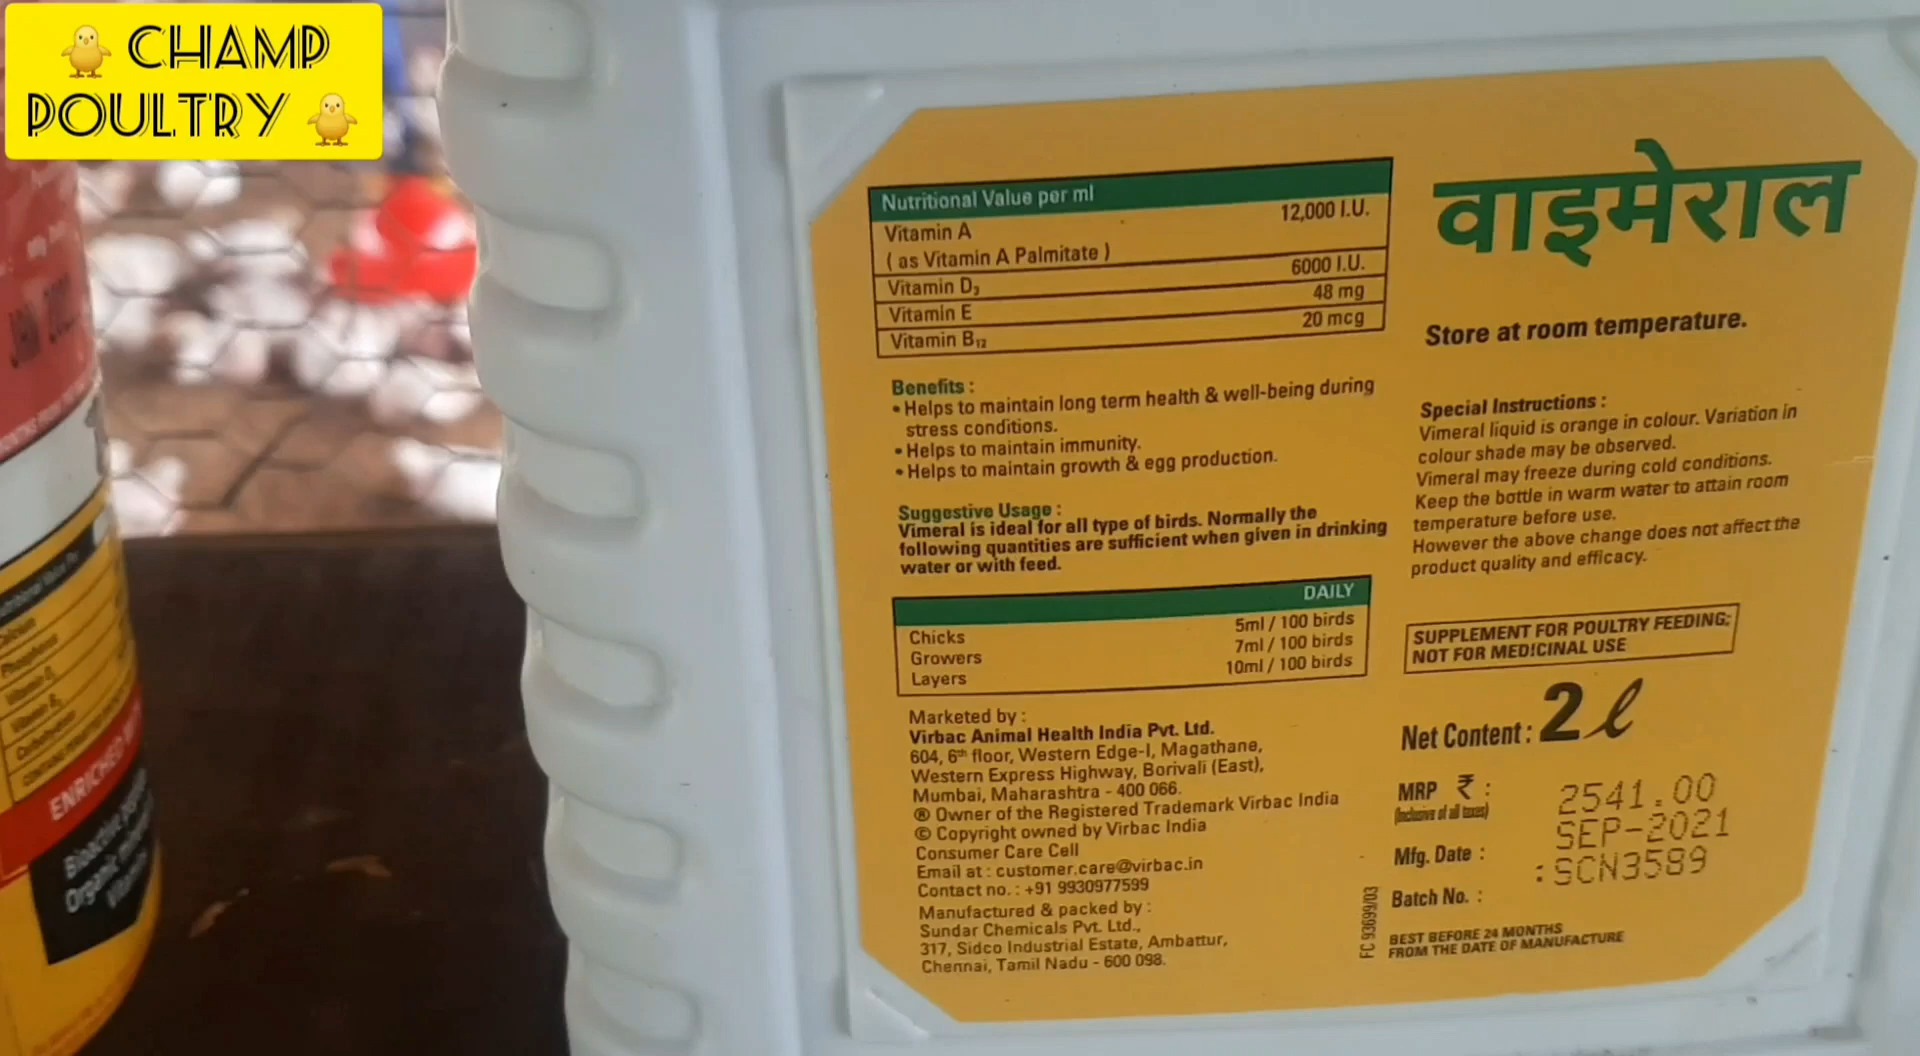 CHAMP
POULTRY
Nutritional Value per ml
Vitamin A 12,000 I.U.
( as Vitamin A Palmitate )
Vitamin D3 6000 I.U.
Vitamin E 48 mg
Vitamin B12 20 mcg
Benefits :
• Helps to maintain long term health & well-being during
stress conditions.
• Helps to maintain immunity.
• Helps to maintain growth & egg production.
Suggestive Usage :
Vimeral is ideal for all type of birds. Normally the
following quantities are sufficient when given in drinking
water or with feed.
DAILY
Chicks 5ml / 100 birds
Growers 7ml / 100 birds
Layers 10ml / 100 birds
Marketed by :
Virbac Animal Health India Pvt. Ltd.
604, 6th floor, Western Edge-I, Magathane,
Western Express Highway, Borivali (East),
Mumbai, Maharashtra - 400 066.
® Owner of the Registered Trademark Virbac India
© Copyright owned by Virbac India
Consumer Care Cell
Email at : customer.care@virbac.in
Contact no. : +91 9930977599
Manufactured & packed by :
Sundar Chemicals Pvt. Ltd.,
317, Sidco Industrial Estate, Ambattur,
Chennai, Tamil Nadu - 600 098.
वाइमेराल
Store at room temperature.
Special Instructions :
Vimeral liquid is orange in colour. Variation in
colour shade may be observed.
Vimeral may freeze during cold conditions.
Keep the bottle in warm water to attain room
temperature before use.
However the above change does not affect the
product quality and efficacy.
SUPPLEMENT FOR POULTRY FEEDING;
NOT FOR MEDICINAL USE
Net Content : 2 l
MRP ₹ : 2541.00
(Inclusive of all taxes)
Mfg. Date : SEP-2021
Batch No. : : SCN3589
BEST BEFORE 24 MONTHS
FROM THE DATE OF MANUFACTURE
FC 93699/03
Phosphorus
Vitamin
Vitamin
Carbohydrate
ENRICHED